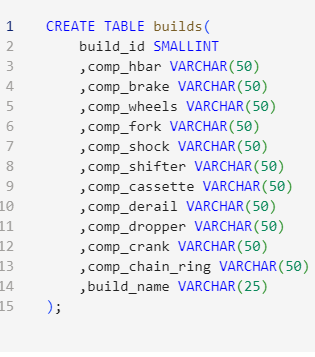 1 CREATE TABLE builds(
2 build_id SMALLINT
3 ,comp_hbar VARCHAR(50)
4 ,comp_brake VARCHAR(50)
5 ,comp_wheels VARCHAR(50)
6 ,comp_fork VARCHAR(50)
7 ,comp_shock VARCHAR(50)
8 ,comp_shifter VARCHAR(50)
9 ,comp_cassette VARCHAR(50)
10 ,comp_derail VARCHAR(50)
11 ,comp_dropper VARCHAR(50)
12 ,comp_crank VARCHAR(50)
13 ,comp_chain_ring VARCHAR(50)
14 ,build_name VARCHAR(25)
15 );